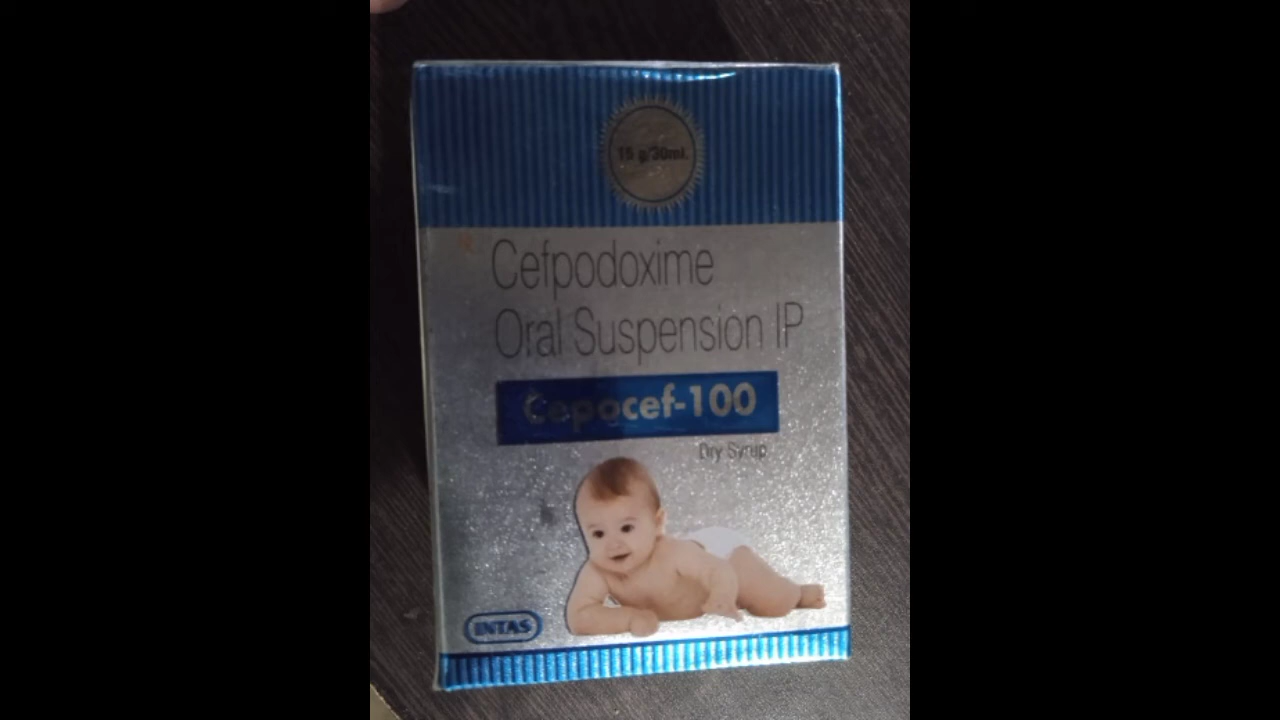 15 g/30ml.
Cefpodoxime
Oral Suspension IP
Cepocef-100
Dry Syrup
INTAS